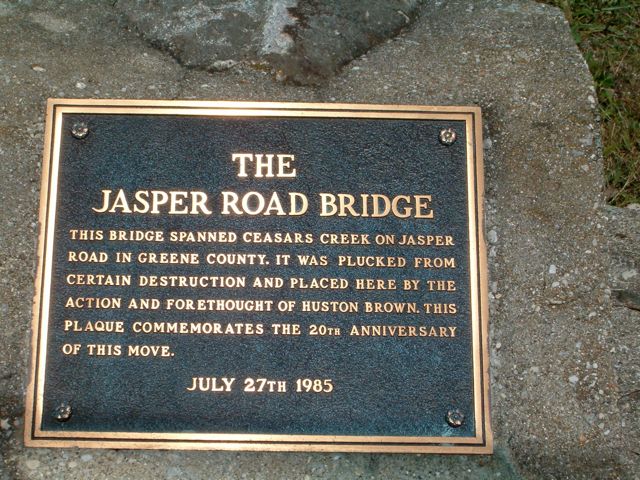 THE
JASPER ROAD BRIDGE
THIS BRIDGE SPANNED CEASARS CREEK ON JASPER
ROAD IN GREENE COUNTY. IT WAS PLUCKED FROM
CERTAIN DESTRUCTION AND PLACED HERE BY THE
ACTION AND FORETHOUGHT OF HUSTON BROWN. THIS
PLAQUE COMMEMORATES THE 20TH ANNIVERSARY
OF THIS MOVE.
JULY 27TH 1985